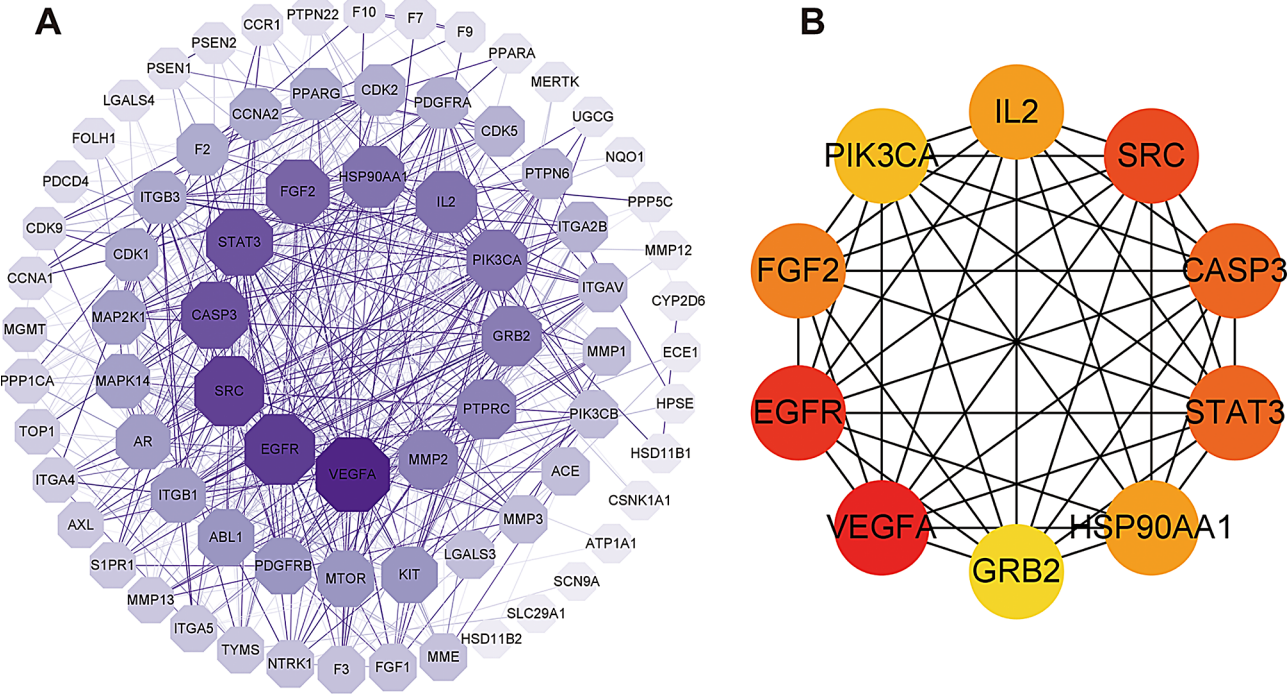 A
PTPN22
F10
F7
F9
CCR1
PSEN2
PSEN1
LGALS4
FOLH1
PDCD4
CDK9
CCNA1
MGMT
PPP1CA
TOP1
ITGA4
AXL
S1PR1
MMP13
ITGA5
TYMS
NTRK1
F3
FGF1
MME
HSD11B2
SLC29A1
SCN9A
ATP1A1
CSNK1A1
HSD11B1
HPSE
ECE1
CYP2D6
MMP12
PPP5C
NQO1
UGCG
MERTK
PPARA
PPARG
CDK2
PDGFRA
CDK5
PTPN6
ITGA2B
ITGAV
MMP1
PIK3CB
ACE
MMP3
LGALS3
KIT
MTOR
PDGFRB
ABL1
ITGB1
AR
MAPK14
MAP2K1
CDK1
ITGB3
F2
CCNA2
FGF2
HSP90AA1
IL2
PIK3CA
GRB2
PTPRC
MMP2
VEGFA
EGFR
SRC
CASP3
STAT3
B
IL2
SRC
CASP3
STAT3
HSP90AA1
GRB2
VEGFA
EGFR
FGF2
PIK3CA